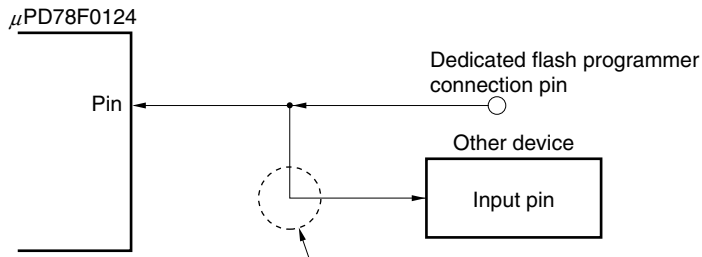 μPD78F0124
Dedicated flash programmer
connection pin
Pin
Other device
Input pin